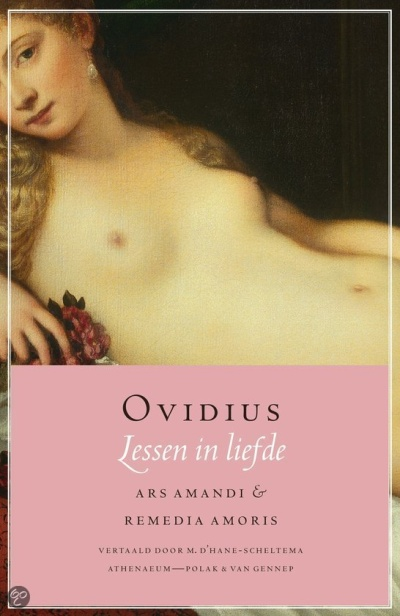 OVIDIUS
Lessen in liefde
ARS AMANDI &
REMEDIA AMORIS
VERTAALD DOOR M. D'HANE-SCHELTEMA
ATHENAEUM—POLAK & VAN GENNEP